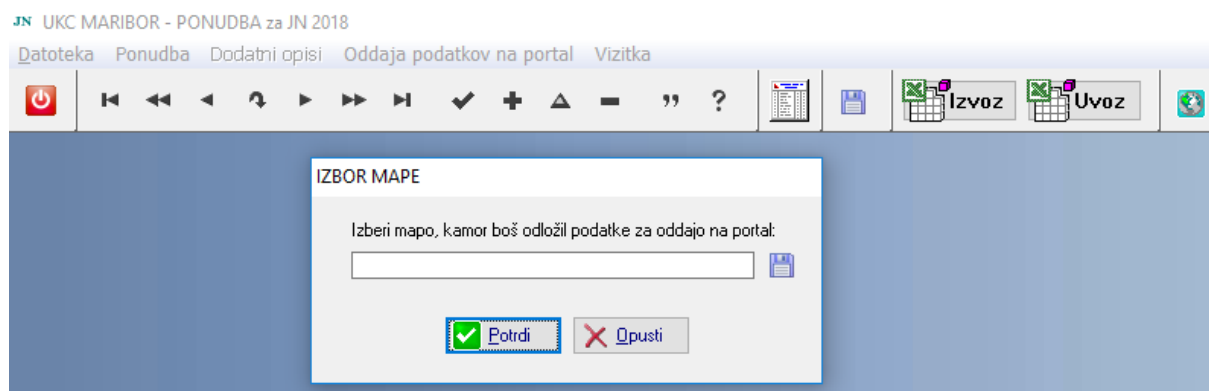 JN UKC MARIBOR - PONUDBA za JN 2018
Datoteka Ponudba Dodatni opisi Oddaja podatkov na portal Vizitka
" ? Izvoz Uvoz
IZBOR MAPE
Izberi mapo, kamor boš odložil podatke za oddajo na portal:
Potrdi Opusti